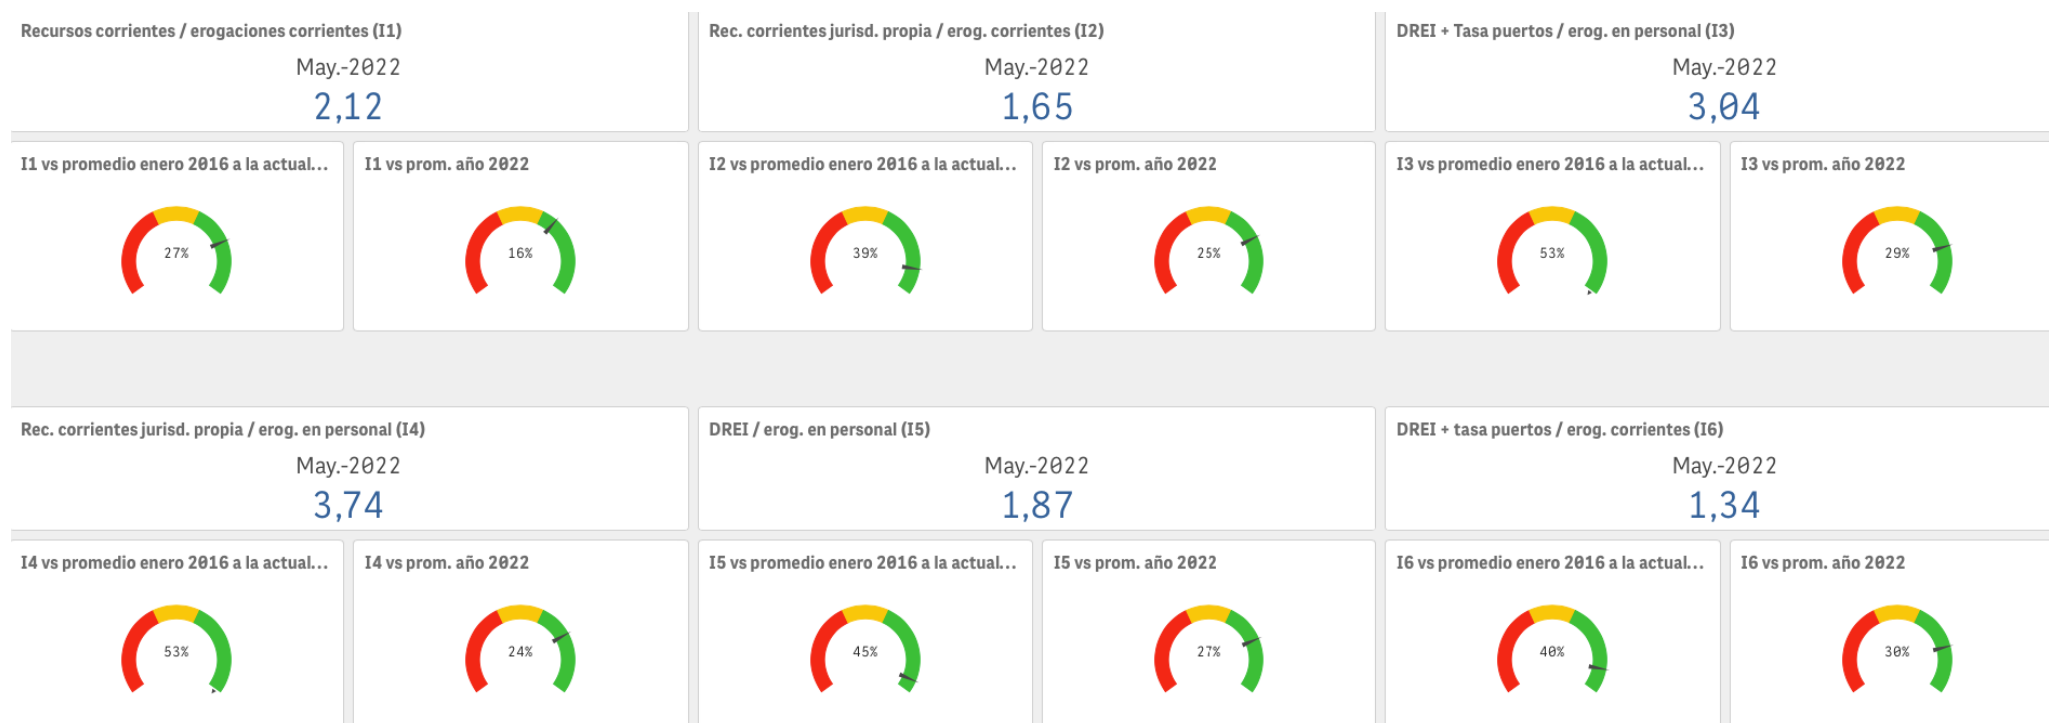 Recursos corrientes / erogaciones corrientes (I1)
May.-2022
2,12
Rec. corrientes jurisd. propia / erog. corrientes (I2)
May.-2022
1,65
DREI + Tasa puertos / erog. en personal (I3)
May.-2022
3,04
I1 vs promedio enero 2016 a la actual...
27%
I1 vs prom. año 2022
16%
I2 vs promedio enero 2016 a la actual...
39%
I2 vs prom. año 2022
25%
I3 vs promedio enero 2016 a la actual...
53%
I3 vs prom. año 2022
29%
Rec. corrientes jurisd. propia / erog. en personal (I4)
May.-2022
3,74
DREI / erog. en personal (I5)
May.-2022
1,87
DREI + tasa puertos / erog. corrientes (I6)
May.-2022
1,34
I4 vs promedio enero 2016 a la actual...
53%
I4 vs prom. año 2022
24%
I5 vs promedio enero 2016 a la actual...
45%
I5 vs prom. año 2022
27%
I6 vs promedio enero 2016 a la actual...
40%
I6 vs prom. año 2022
30%